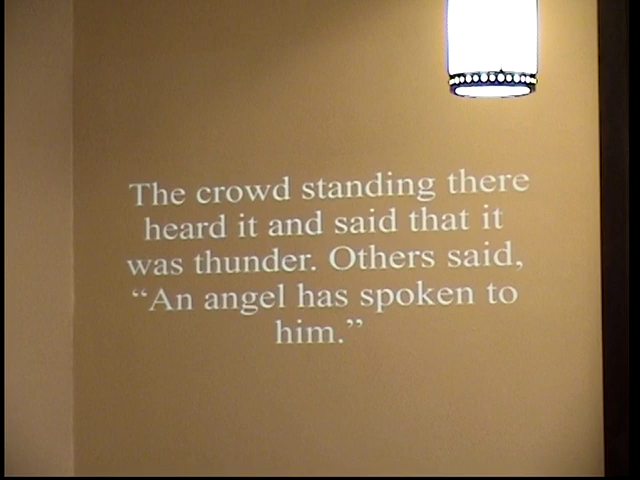 The crowd standing there
heard it and said that it
was thunder. Others said,
“An angel has spoken to
him.”